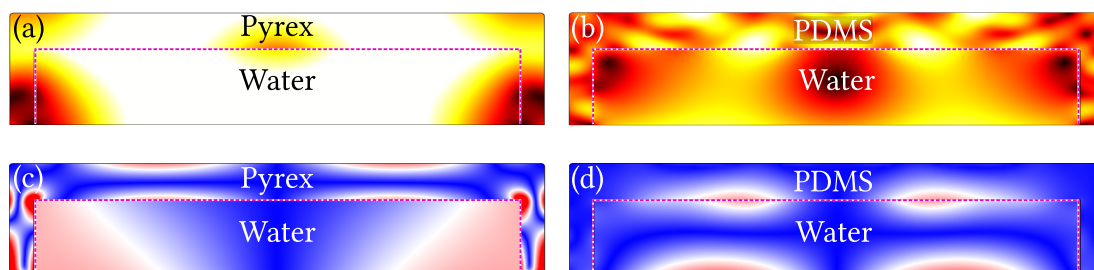 (a) Pyrex
Water
(b) PDMS
Water
(c) Pyrex
Water
(d) PDMS
Water